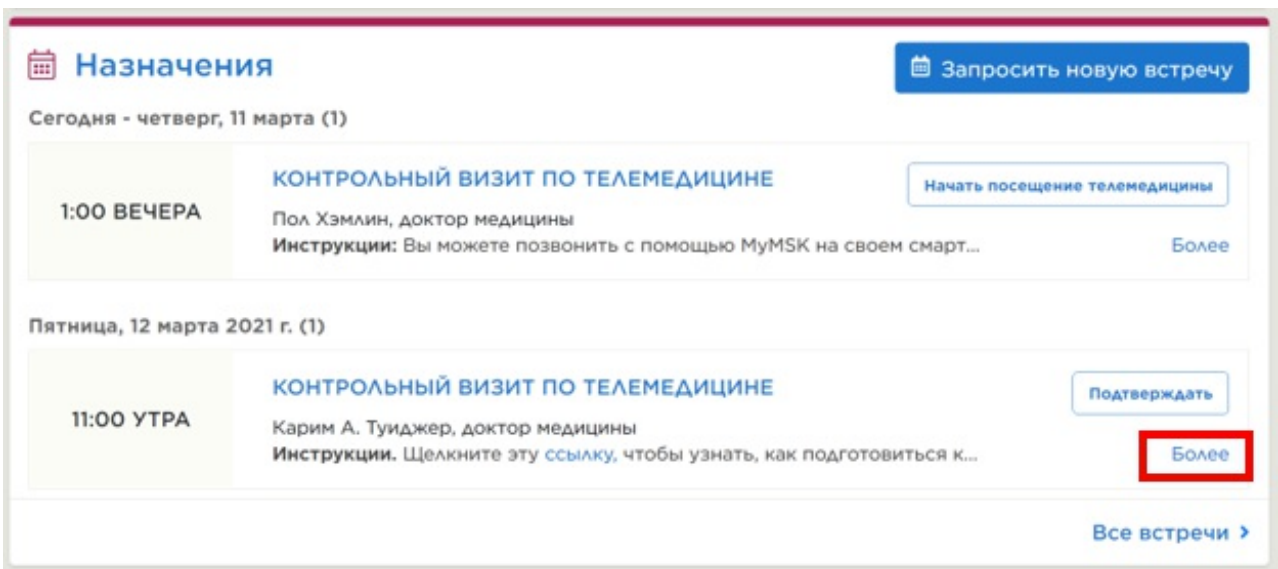 Назначения
Запросить новую встречу
Сегодня - четверг, 11 марта (1)
1:00 ВЕЧЕРА
КОНТРОЛЬНЫЙ ВИЗИТ ПО ТЕЛЕМЕДИЦИНЕ
Начать посещение телемедицины
Пол Хэмлин, доктор медицины
Инструкции: Вы можете позвонить с помощью MyMSK на своем смарт...
Более
Пятница, 12 марта 2021 г. (1)
11:00 УТРА
КОНТРОЛЬНЫЙ ВИЗИТ ПО ТЕЛЕМЕДИЦИНЕ
Подтверждать
Карим А. Туиджер, доктор медицины
Инструкции. Щелкните эту ссылку, чтобы узнать, как подготовиться к...
Более
Все встречи >